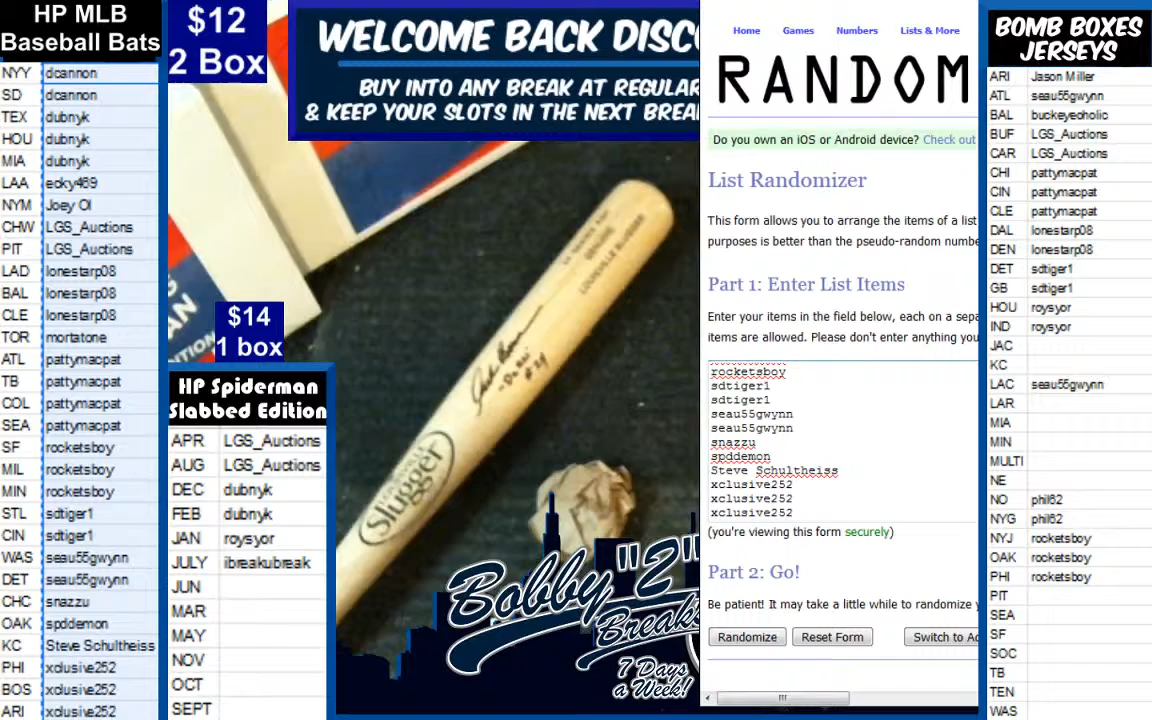 HP MLB
Baseball Bats
NYY dcannon
SD dcannon
TEX dubnyk
HOU dubnyk
MIA dubnyk
LAA ecky469
NYM Joey Ol
CHW LGS_Auctions
PIT LGS_Auctions
LAD lonestarp08
BAL lonestarp08
CLE lonestarp08
TOR mortatone
ATL pattymacpat
TB pattymacpat
COL pattymacpat
SEA pattymacpat
SF rocketsboy
MIL rocketsboy
MIN rocketsboy
STL sdtiger1
CIN sdtiger1
WAS seau55gwynn
DET seau55gwynn
CHC snazzu
OAK spddemon
KC Steve Schultheiss
PHI xclusive252
BOS xclusive252
ARI xclusive252
$12
2 Box
WELCOME BACK DISCO
BUY INTO ANY BREAK AT REGULAR
& KEEP YOUR SLOTS IN THE NEXT BREA
$14
1 box
HP Spiderman
Slabbed Edition
APR LGS_Auctions
AUG LGS_Auctions
DEC dubnyk
FEB dubnyk
JAN roysyor
JULY ibreakubreak
JUN
MAR
MAY
NOV
OCT
SEPT
Slugger
Bobby "2"
Breaks
7 Days
a Week!
Home Games Numbers Lists & More
RANDOM
Do you own an iOS or Android device? Check out
List Randomizer
This form allows you to arrange the items of a list
purposes is better than the pseudo-random numbe
Part 1: Enter List Items
Enter your items in the field below, each on a sepa
items are allowed. Please don't enter anything you
rocketsboy
sdtiger1
sdtiger1
seau55gwynn
seau55gwynn
snazzu
spddemon
Steve Schultheiss
xclusive252
xclusive252
xclusive252
(you're viewing this form securely)
Part 2: Go!
Be patient! It may take a little while to randomize y
Randomize Reset Form Switch to Ad
BOMB BOXES
JERSEYS
ARI Jason Miller
ATL seau55gwynn
BAL buckeyeoholic
BUF LGS_Auctions
CAR LGS_Auctions
CHI pattymacpat
CIN pattymacpat
CLE pattymacpat
DAL lonestarp08
DEN lonestarp08
DET sdtiger1
GB sdtiger1
HOU roysyor
IND roysyor
JAC
KC
LAC seau55gwynn
LAR
MIA
MIN
MULTI
NE
NO phil62
NYG phil62
NYJ rocketsboy
OAK rocketsboy
PHI rocketsboy
PIT
SEA
SF
SOC
TB
TEN
WAS